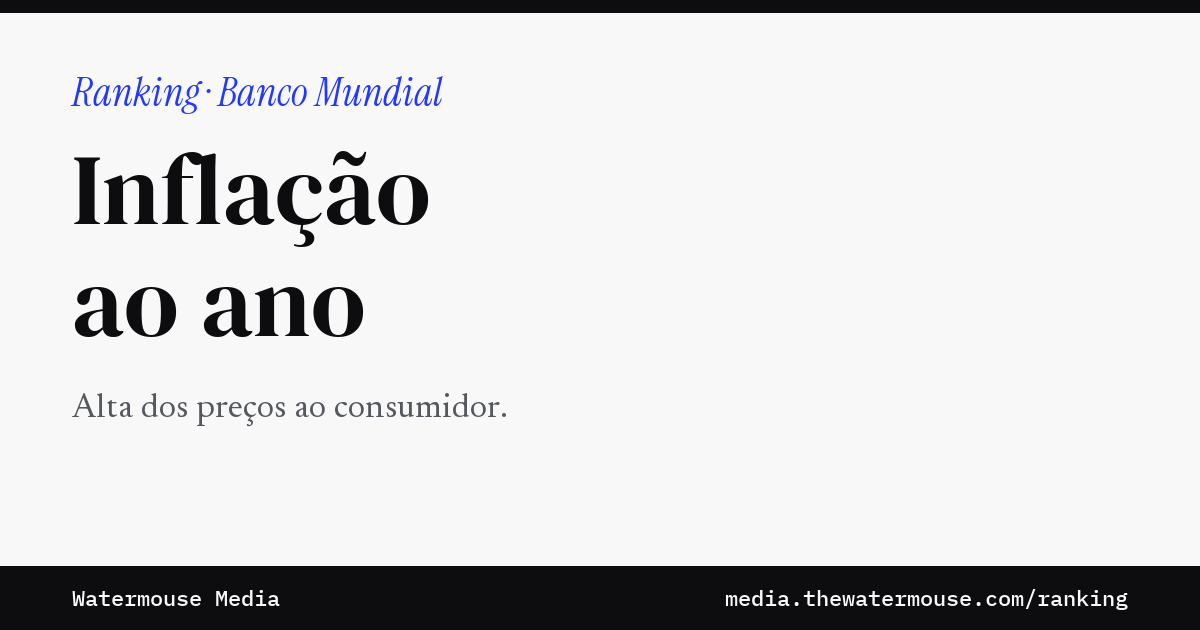 Ranking · Banco Mundial
Inflação
ao ano
Alta dos preços ao consumidor.
Watermouse Media
media.thewatermouse.com/ranking